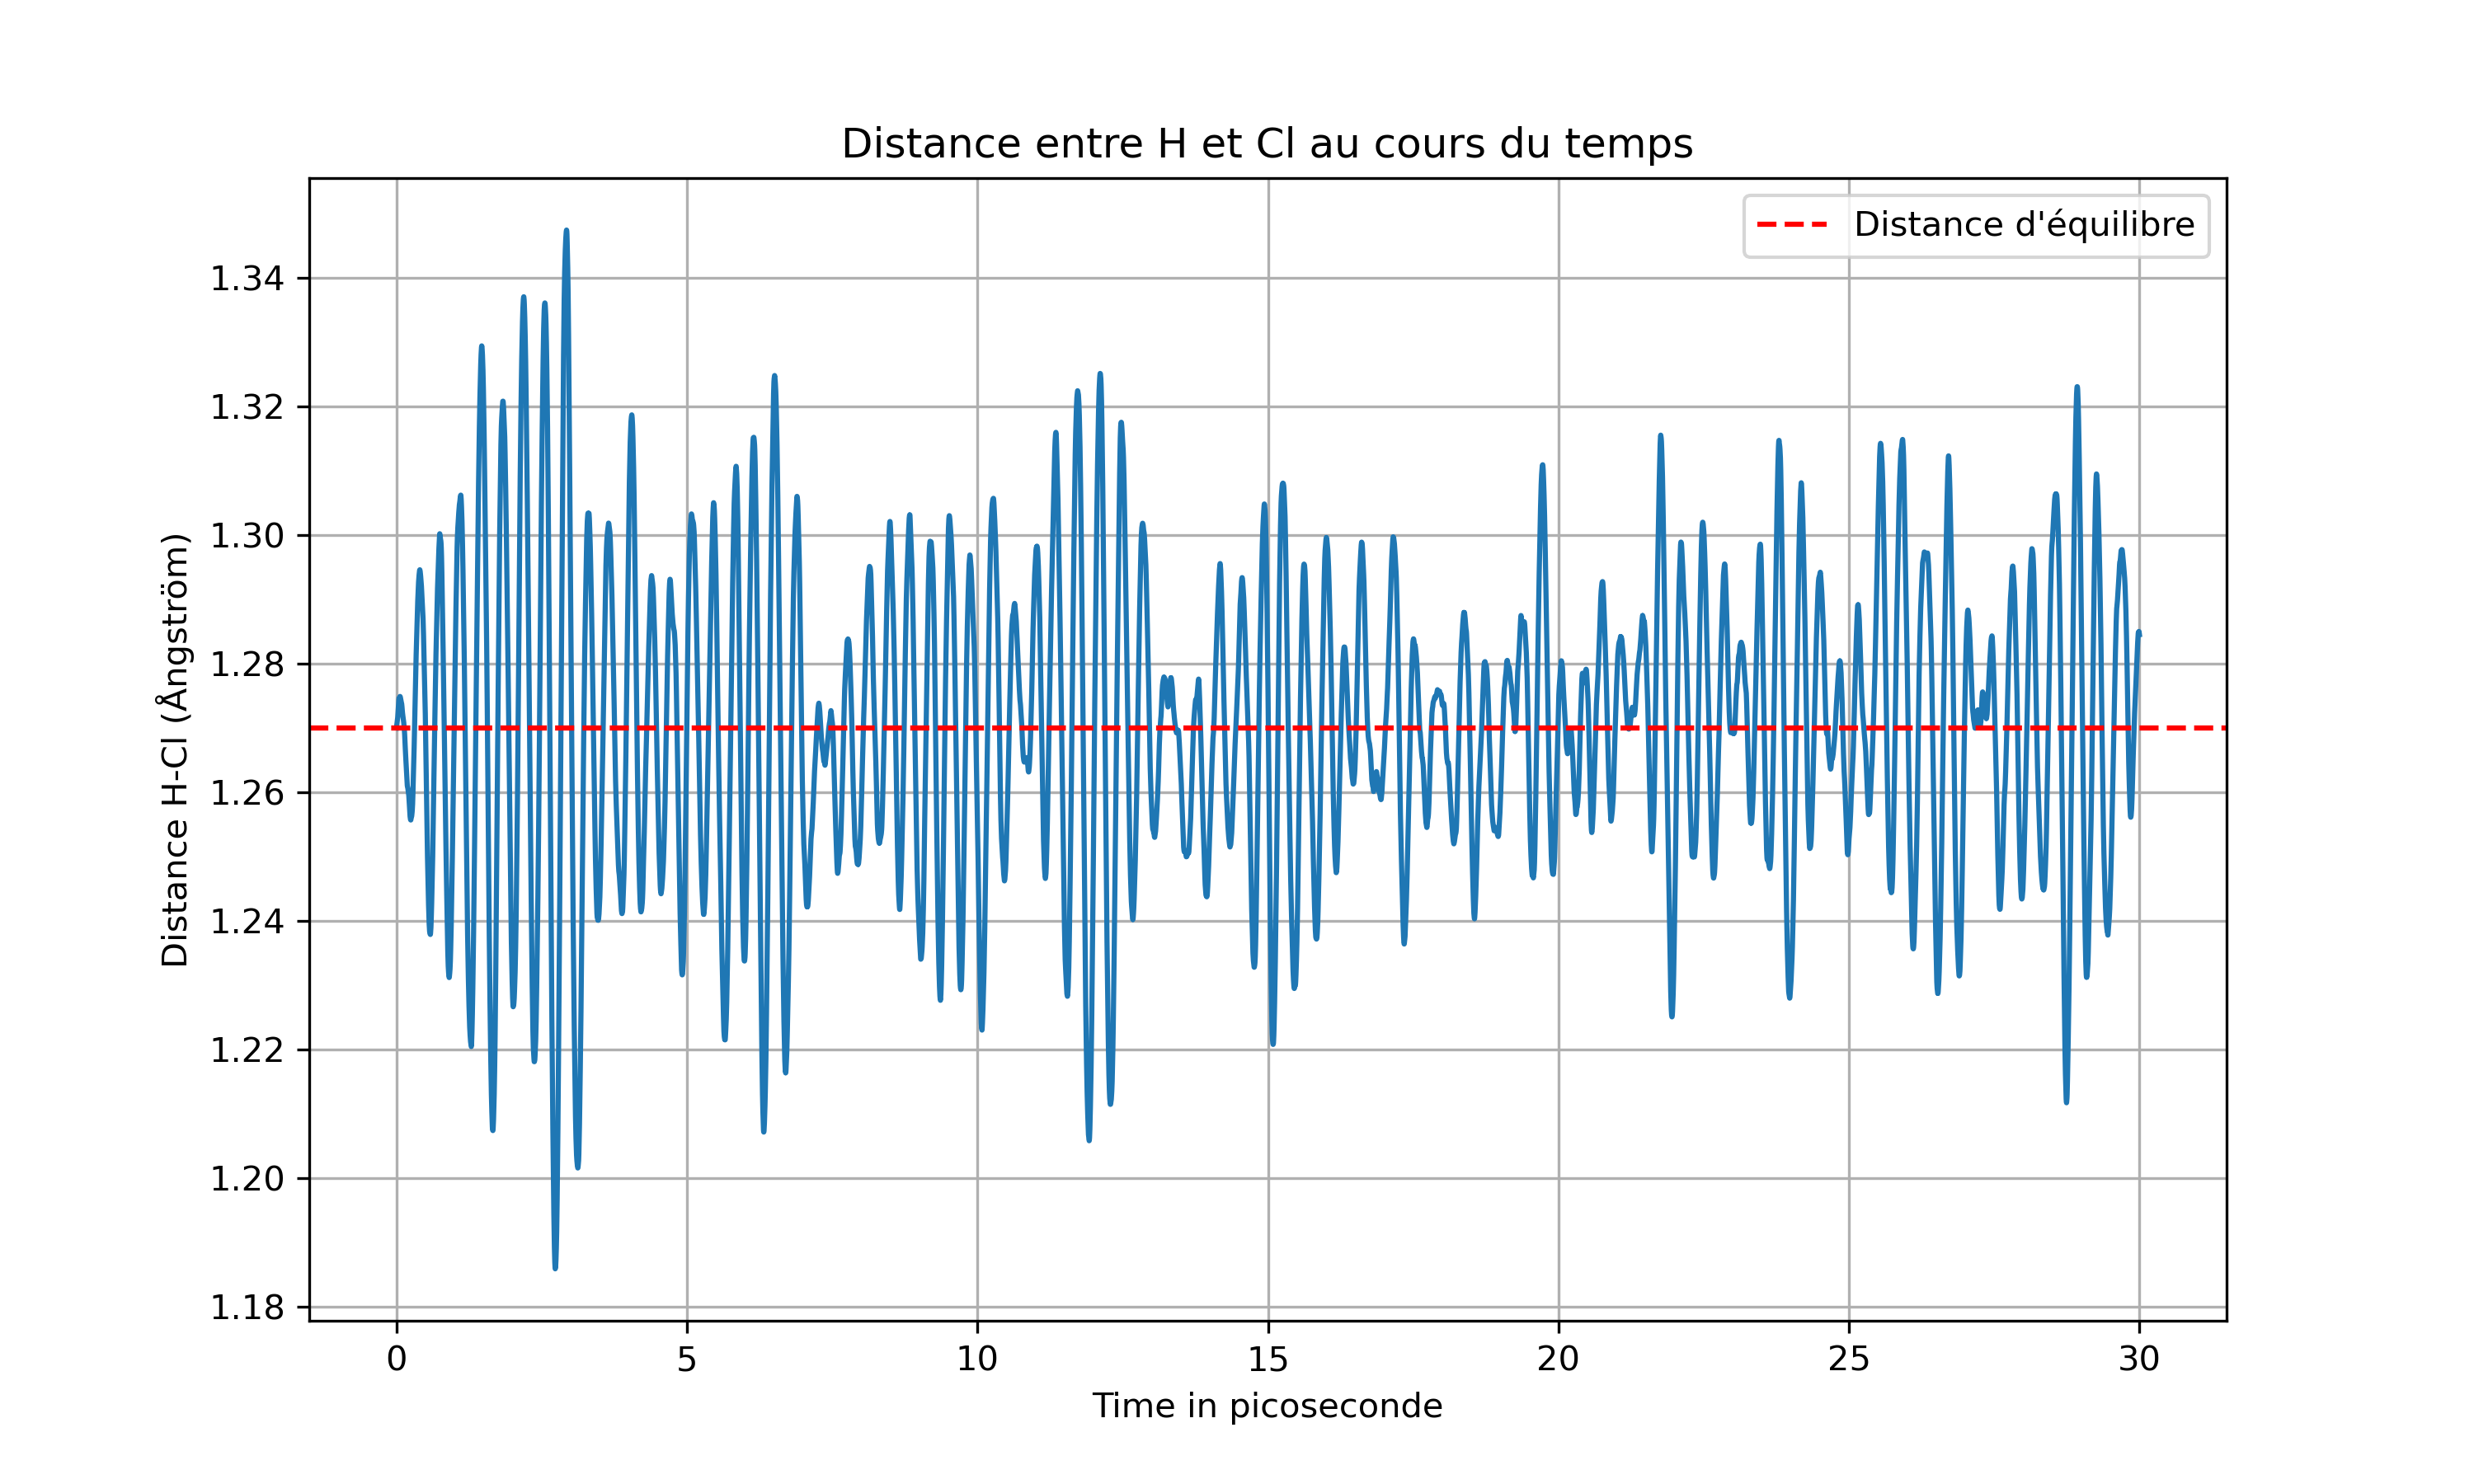 Distance entre H et Cl au cours du temps
Distance d'équilibre
Distance H-Cl (Ångström)
1.34
1.32
1.30
1.28
1.26
1.24
1.22
1.20
1.18
0 5 10 15 20 25 30
Time in picoseconde